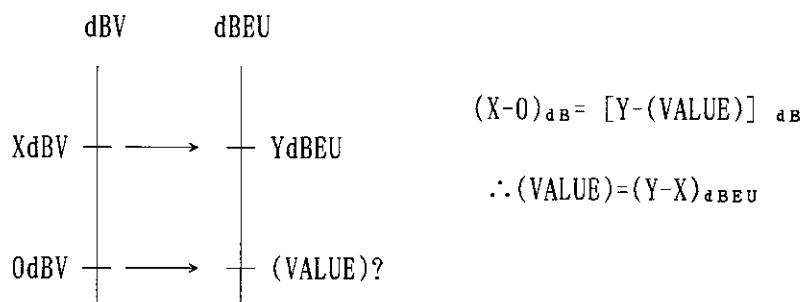 dBV dBEU
(X-0)dB= [Y-(VALUE)] dB
XdBV YdBEU
∴(VALUE)=(Y-X)dBEU
0dBV (VALUE)?